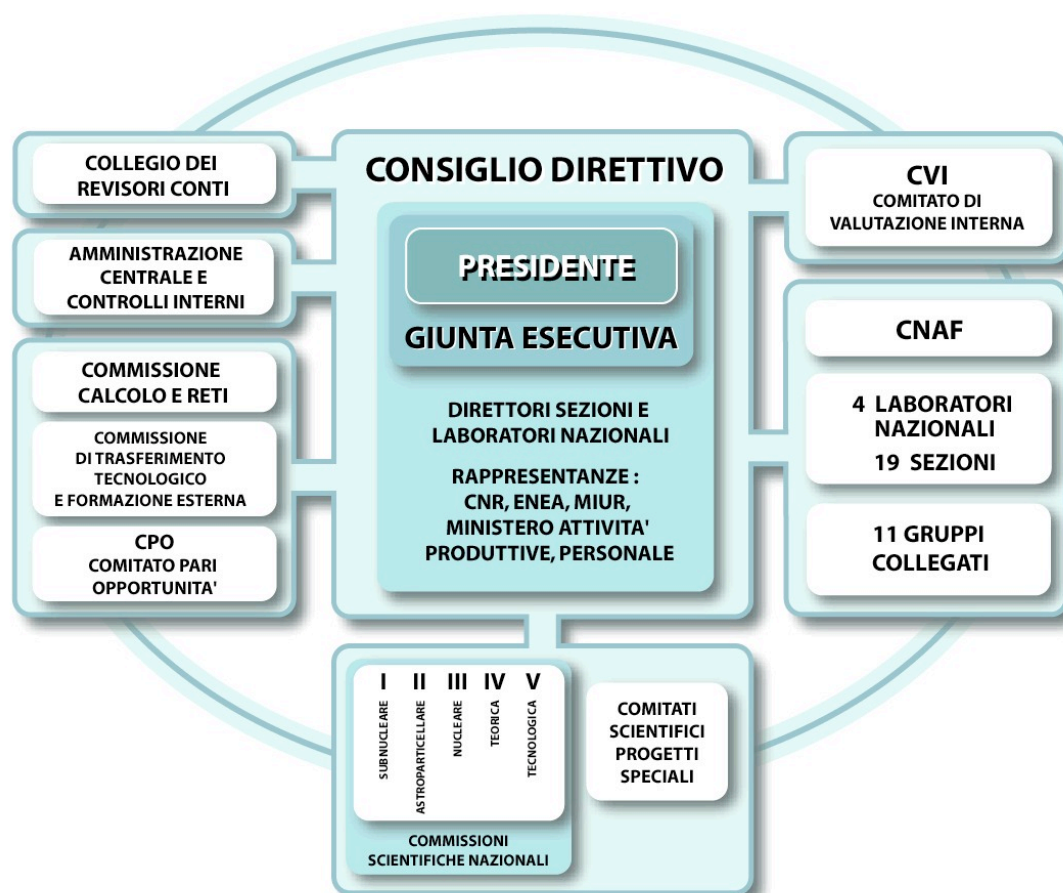 COLLEGIO DEI
REVISORI CONTI
AMMINISTRAZIONE
CENTRALE E
CONTROLLI INTERNI
COMMISSIONE
CALCOLO E RETI
COMMISSIONE
DI TRASFERIMENTO
TECNOLOGICO
E FORMAZIONE ESTERNA
CPO
COMITATO PARI
OPPORTUNITA'
CONSIGLIO DIRETTIVO
PRESIDENTE
GIUNTA ESECUTIVA
DIRETTORI SEZIONI E
LABORATORI NAZIONALI
RAPPRESENTANZE :
CNR, ENEA, MIUR,
MINISTERO ATTIVITA'
PRODUTTIVE, PERSONALE
CVI
COMITATO DI
VALUTAZIONE INTERNA
CNAF
4 LABORATORI
NAZIONALI
19 SEZIONI
11 GRUPPI
COLLEGATI
I II III IV V
SUBNUCLEARE
ASTROPARTICELLARE
NUCLEARE
TEORICA
TECNOLOGICA
COMMISSIONI
SCIENTIFICHE NAZIONALI
COMITATI
SCIENTIFICI
PROGETTI
SPECIALI